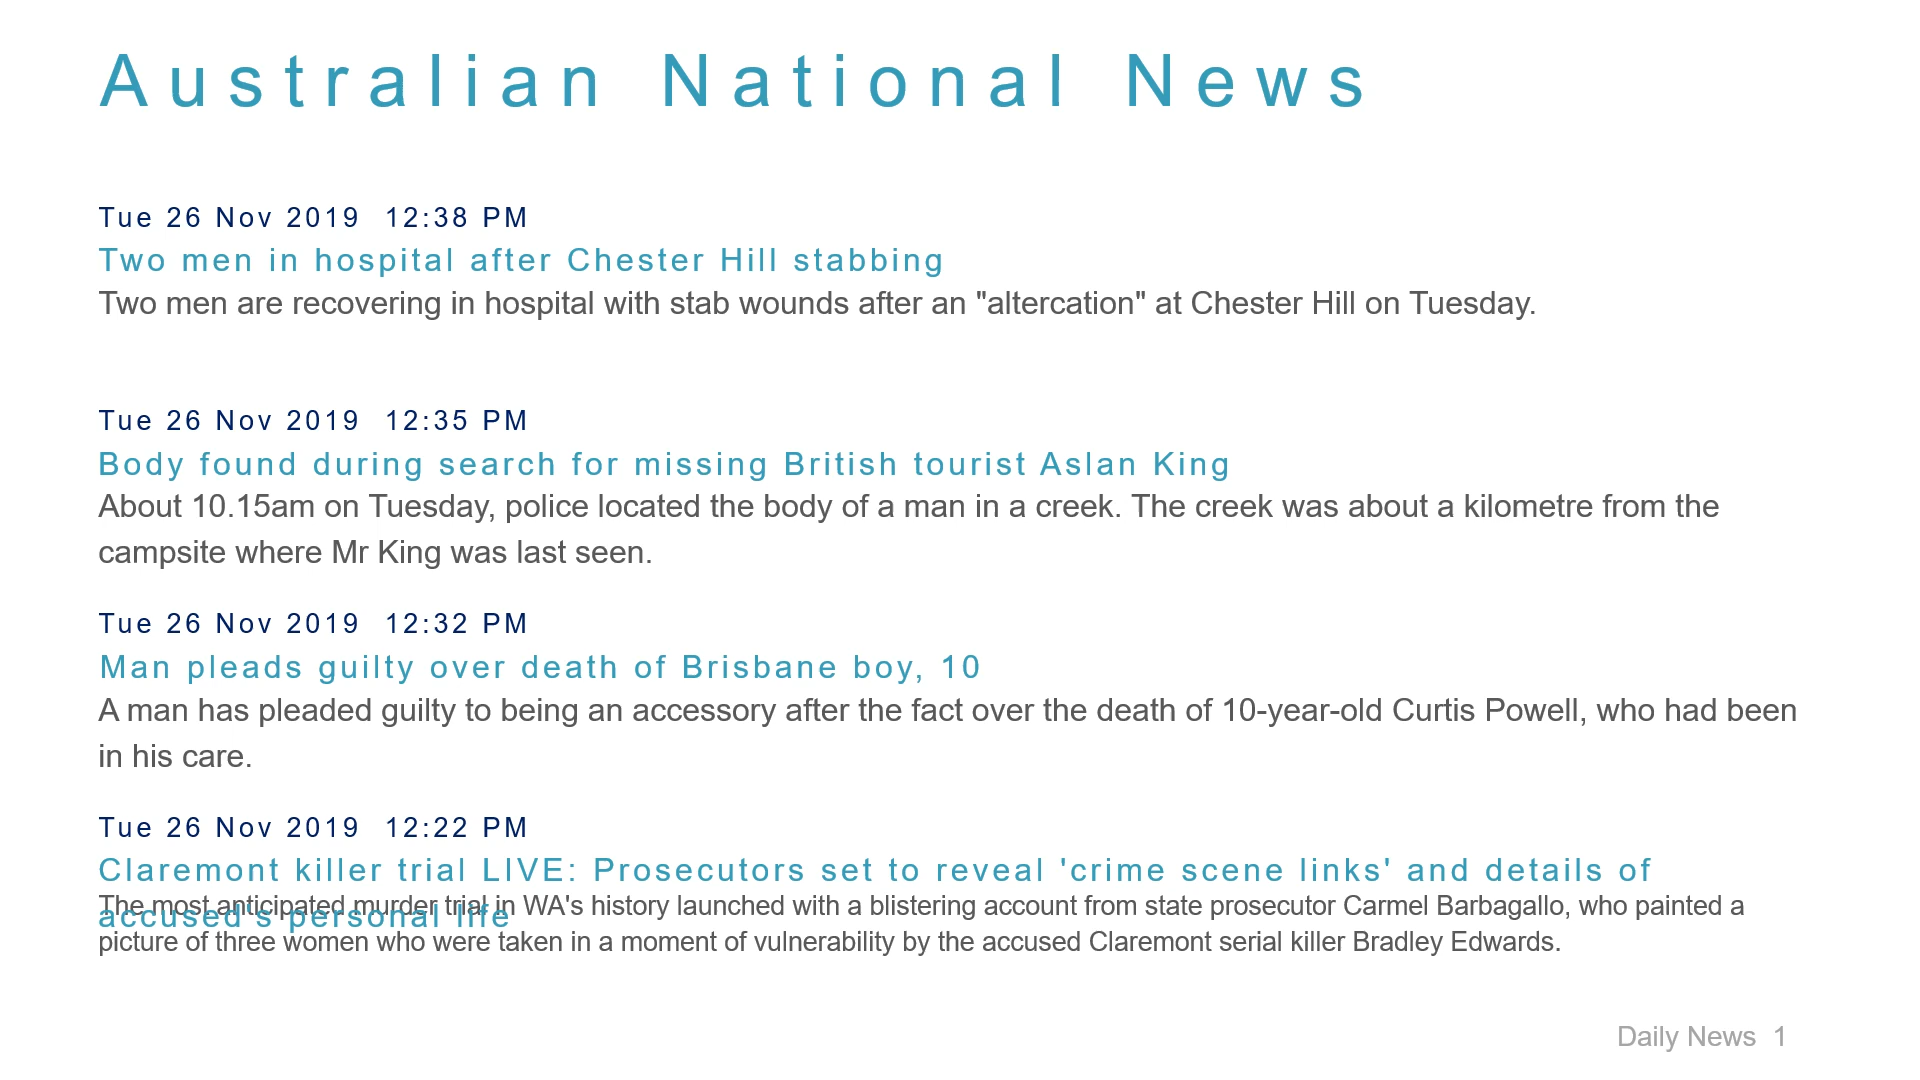 Australian National News
Tue 26 Nov 2019 12:38 PM
Two men in hospital after Chester Hill stabbing
Two men are recovering in hospital with stab wounds after an "altercation" at Chester Hill on Tuesday.
Tue 26 Nov 2019 12:35 PM
Body found during search for missing British tourist Aslan King
About 10.15am on Tuesday, police located the body of a man in a creek. The creek was about a kilometre from the
campsite where Mr King was last seen.
Tue 26 Nov 2019 12:32 PM
Man pleads guilty over death of Brisbane boy, 10
A man has pleaded guilty to being an accessory after the fact over the death of 10-year-old Curtis Powell, who had been
in his care.
Tue 26 Nov 2019 12:22 PM
Claremont killer trial LIVE: Prosecutors set to reveal 'crime scene links' and details of
accused's personal life
The most anticipated murder trial in WA's history launched with a blistering account from state prosecutor Carmel Barbagallo, who painted a
picture of three women who were taken in a moment of vulnerability by the accused Claremont serial killer Bradley Edwards.
Daily News 1